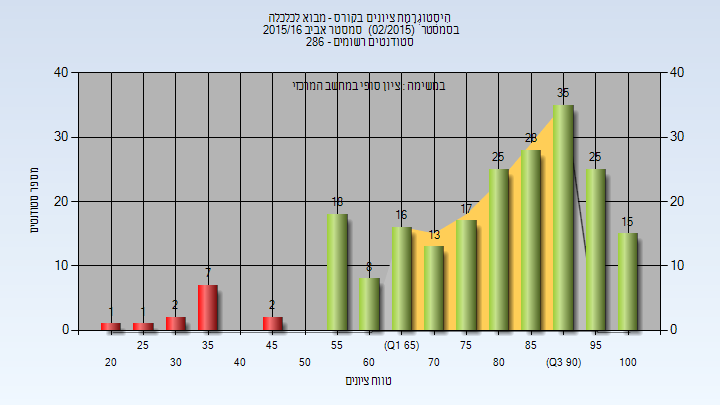 היסטוגרמת ציונים בקורס - מבוא לכלכלה
בסמסטר (02/2015) סמסטר אביב 2015/16
סטודנטים רשומים - 286
במשימה : ציון סופי במחשב המרכזי
מספר סטודנטים
40 40
30 30
20 20
10 10
0 0
1 1 2 7 2 18 8 16 13 17 25 28 35 25 15
25 35 45 55 (Q1 65) 75 85 95
20 30 40 50 60 70 80 (Q3 90) 100
טווח ציונים